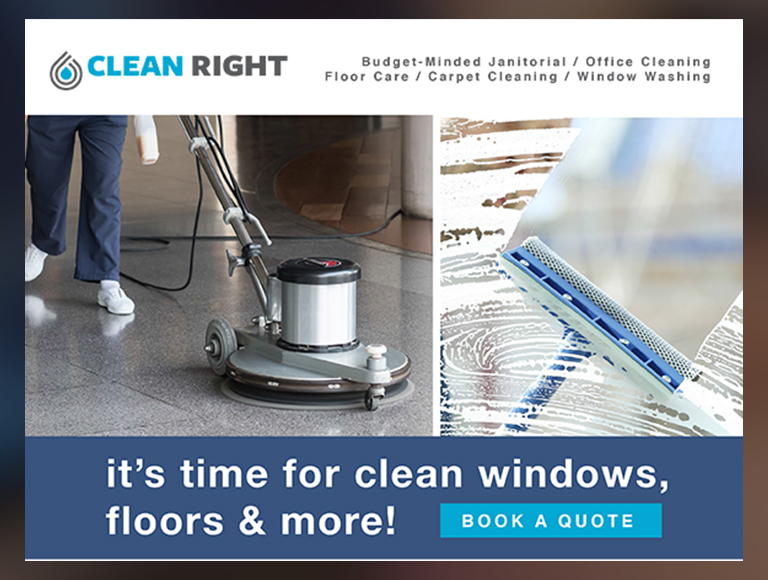 CLEAN RIGHT
Budget-Minded Janitorial / Office Cleaning
Floor Care / Carpet Cleaning / Window Washing
it's time for clean windows,
floors & more!
BOOK A QUOTE